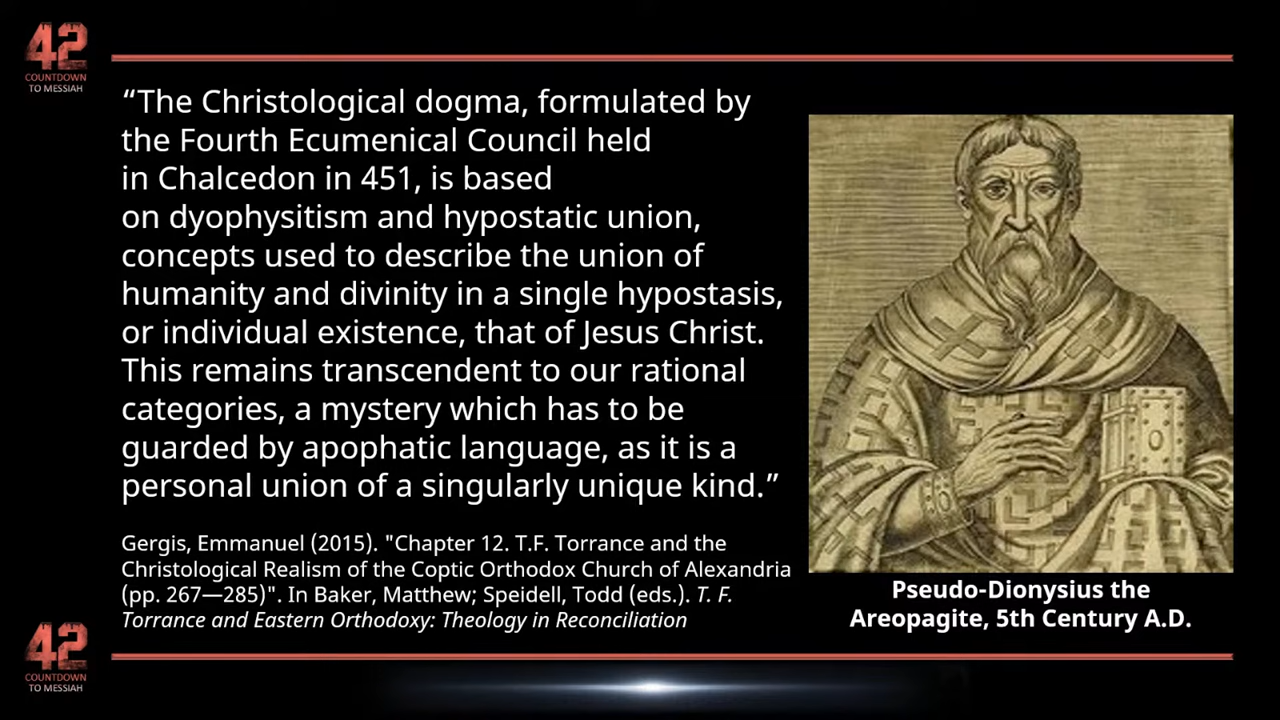 42
COUNTDOWN
TO MESSIAH
“The Christological dogma, formulated by
the Fourth Ecumenical Council held
in Chalcedon in 451, is based
on dyophysitism and hypostatic union,
concepts used to describe the union of
humanity and divinity in a single hypostasis,
or individual existence, that of Jesus Christ.
This remains transcendent to our rational
categories, a mystery which has to be
guarded by apophatic language, as it is a
personal union of a singularly unique kind.”
Gergis, Emmanuel (2015). "Chapter 12. T.F. Torrance and the
Christological Realism of the Coptic Orthodox Church of Alexandria
(pp. 267—285)". In Baker, Matthew; Speidell, Todd (eds.). T. F.
Torrance and Eastern Orthodoxy: Theology in Reconciliation
Pseudo-Dionysius the
Areopagite, 5th Century A.D.
42
COUNTDOWN
TO MESSIAH